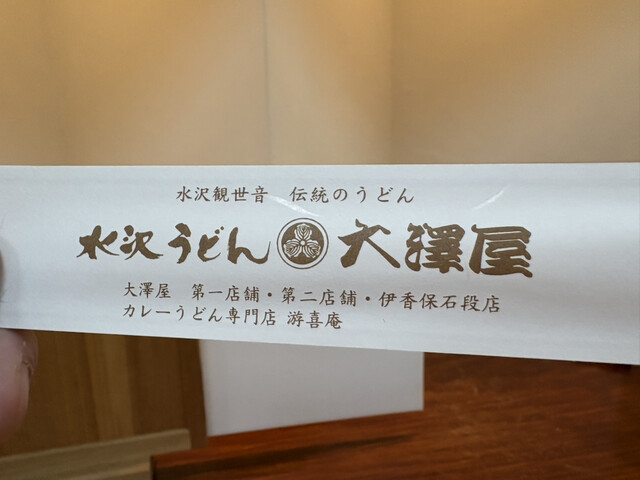 水沢観世音　伝統のうどん
水沢うどん 大澤屋
大澤屋　第一店舗・第二店舗・伊香保石段店
カレーうどん専門店 游喜庵